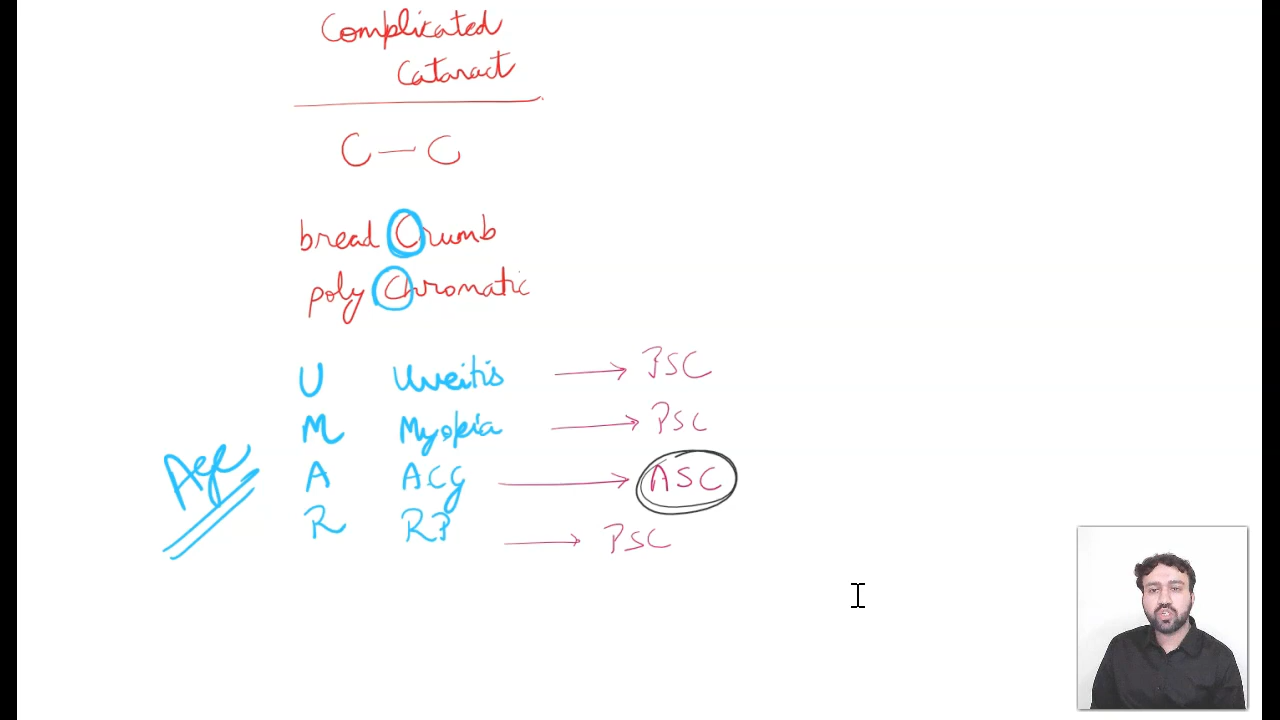 Complicated
Cataract
C — C
bread Crumb
poly Chromatic
U Uveitis → PSC
M Myopia → PSC
Age
A ACG → ASC
R RP → PSC